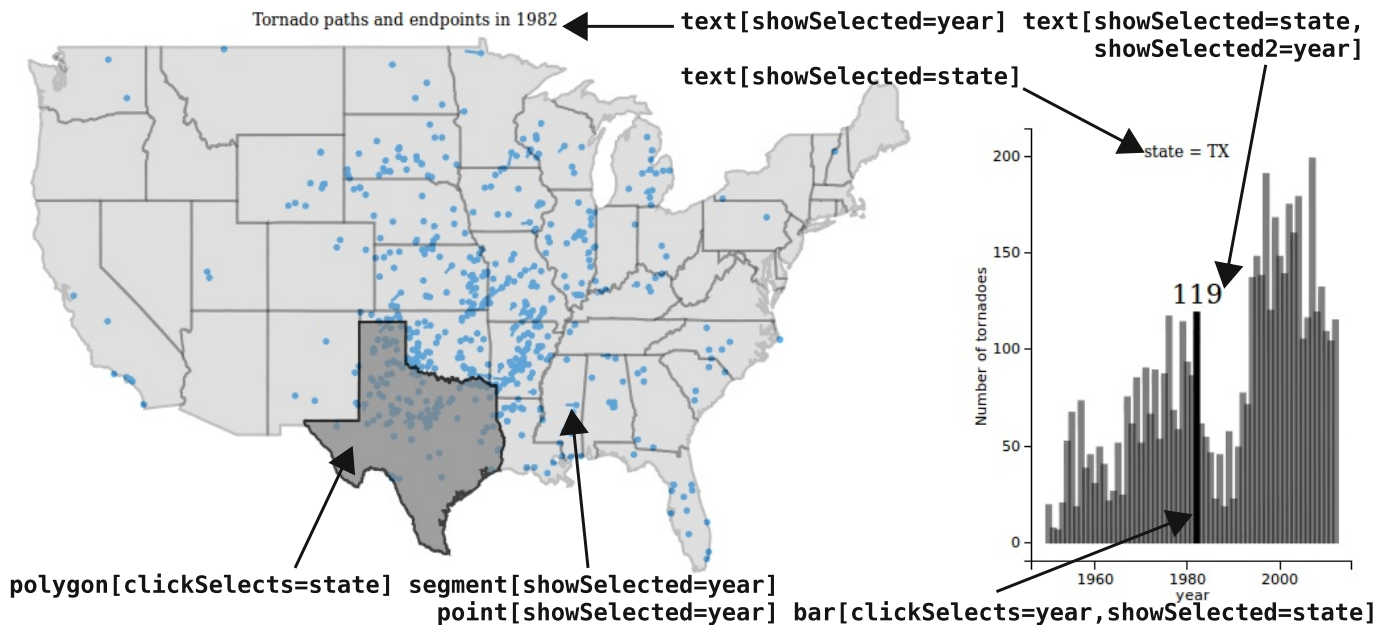 Tornado paths and endpoints in 1982
text[showSelected=year] text[showSelected=state,
showSelected2=year]
text[showSelected=state]
state = TX
200
150
119
100
50
0
Number of tornadoes
1960 1980 2000
year
polygon[clickSelects=state] segment[showSelected=year]
point[showSelected=year] bar[clickSelects=year,showSelected=state]